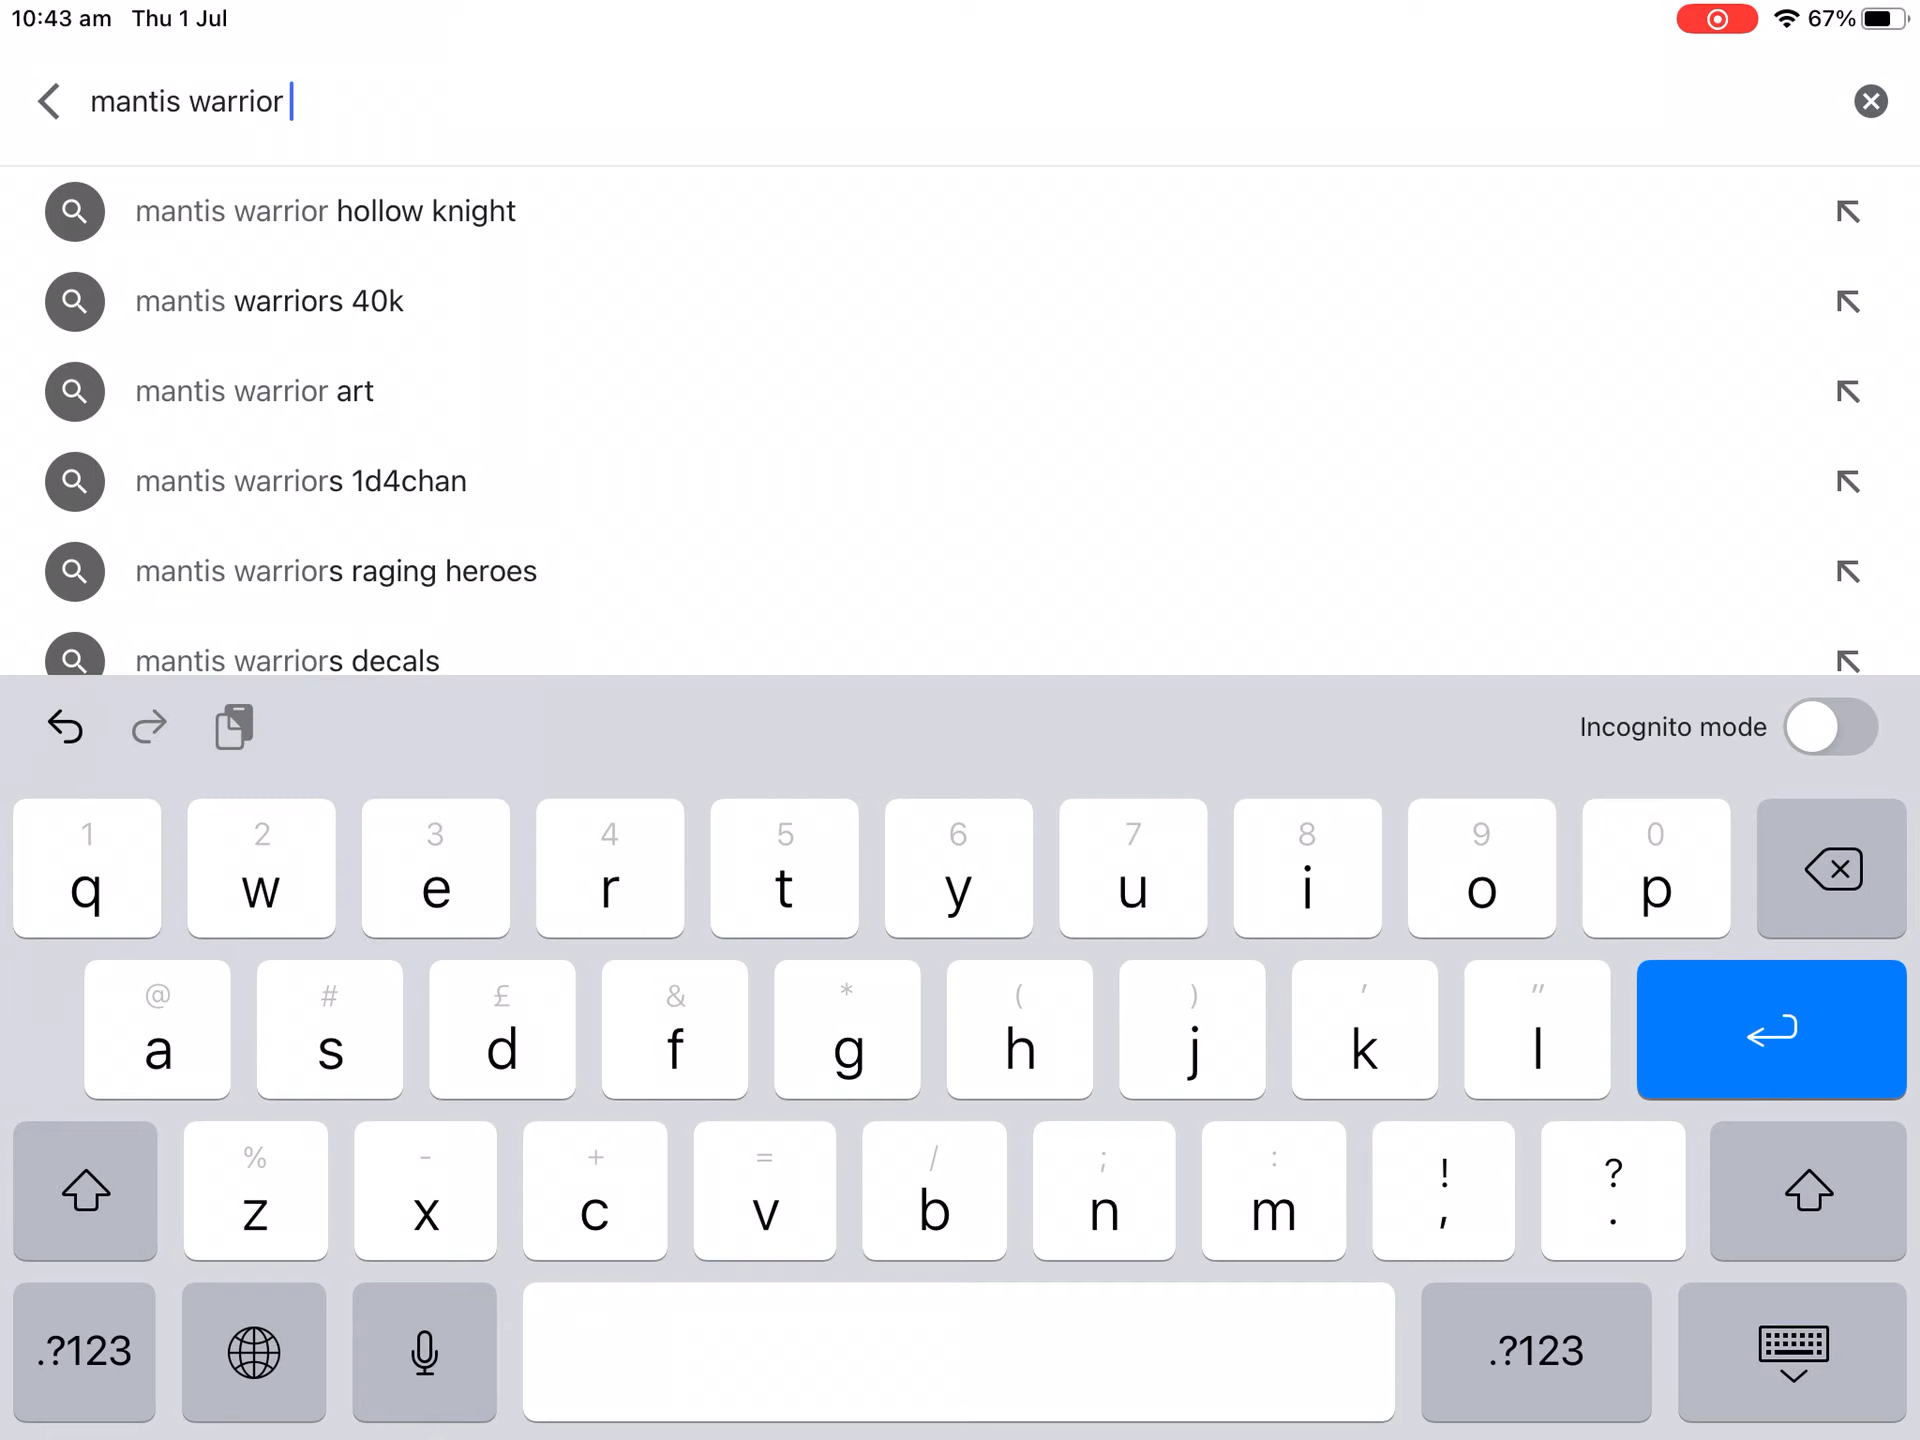 10:43 am Thu 1 Jul
67%
mantis warrior
mantis warrior hollow knight
mantis warriors 40k
mantis warrior art
mantis warriors 1d4chan
mantis warriors raging heroes
mantis warriors decals
Incognito mode
1 2 3 4 5 6 7 8 9 0
q w e r t y u i o p
@ # £ & * ( ) ' "
a s d f g h j k l
% - + = / ; : ! ?
z x c v b n m , .
.?123 .?123